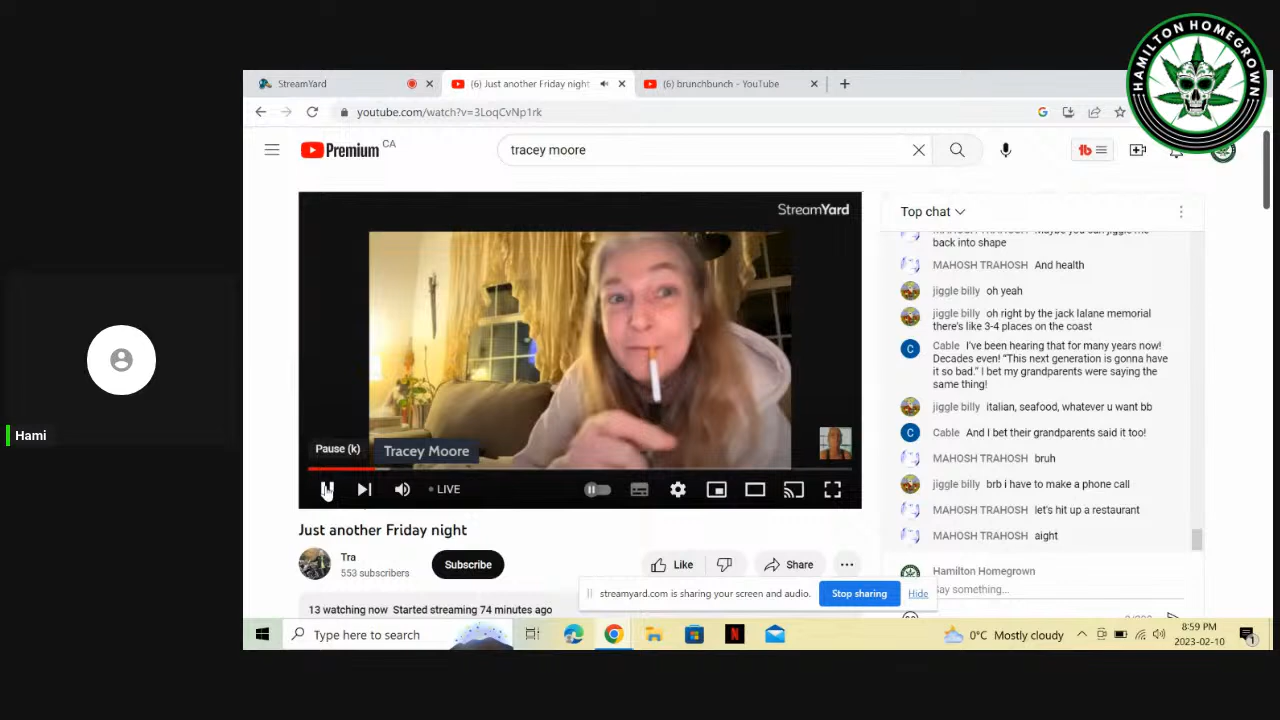 HAMILTON HOMEGROWN
StreamYard
(6) Just another Friday night
(6) brunchbunch - YouTube
youtube.com/watch?v=3LoqCvNp1rk
Premium CA
tracey moore
StreamYard
Top chat
back into shape
MAHOSH TRAHOSH And health
jiggle billy oh yeah
jiggle billy oh right by the jack lalane memorial
there's like 3-4 places on the coast
Cable I've been hearing that for many years now!
Decades even! "This next generation is gonna have
it so bad." I bet my grandparents were saying the
same thing!
jiggle billy italian, seafood, whatever u want bb
Cable And I bet their grandparents said it too!
MAHOSH TRAHOSH bruh
jiggle billy brb i have to make a phone call
MAHOSH TRAHOSH let's hit up a restaurant
MAHOSH TRAHOSH aight
Hamilton Homegrown
Say something...
Pause (k)
Tracey Moore
LIVE
Just another Friday night
Tra
553 subscribers
Subscribe
Like
Share
13 watching now Started streaming 74 minutes ago
streamyard.com is sharing your screen and audio.
Stop sharing
Hide
Hami
Type here to search
0°C Mostly cloudy
8:59 PM
2023-02-10